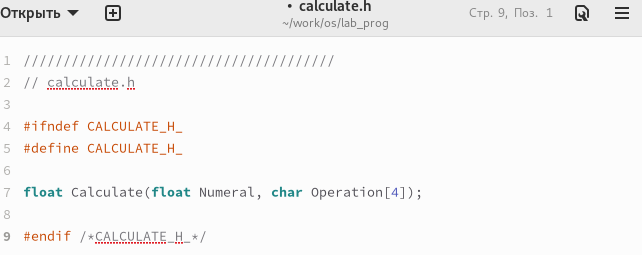 Открыть
• calculate.h
~/work/os/lab_prog
Стр. 9, Поз. 1
1 ///////////////////////////////////////
2 // calculate.h
3
4 #ifndef CALCULATE_H_
5 #define CALCULATE_H_
6
7 float Calculate(float Numeral, char Operation[4]);
8
9 #endif /*CALCULATE_H_*/